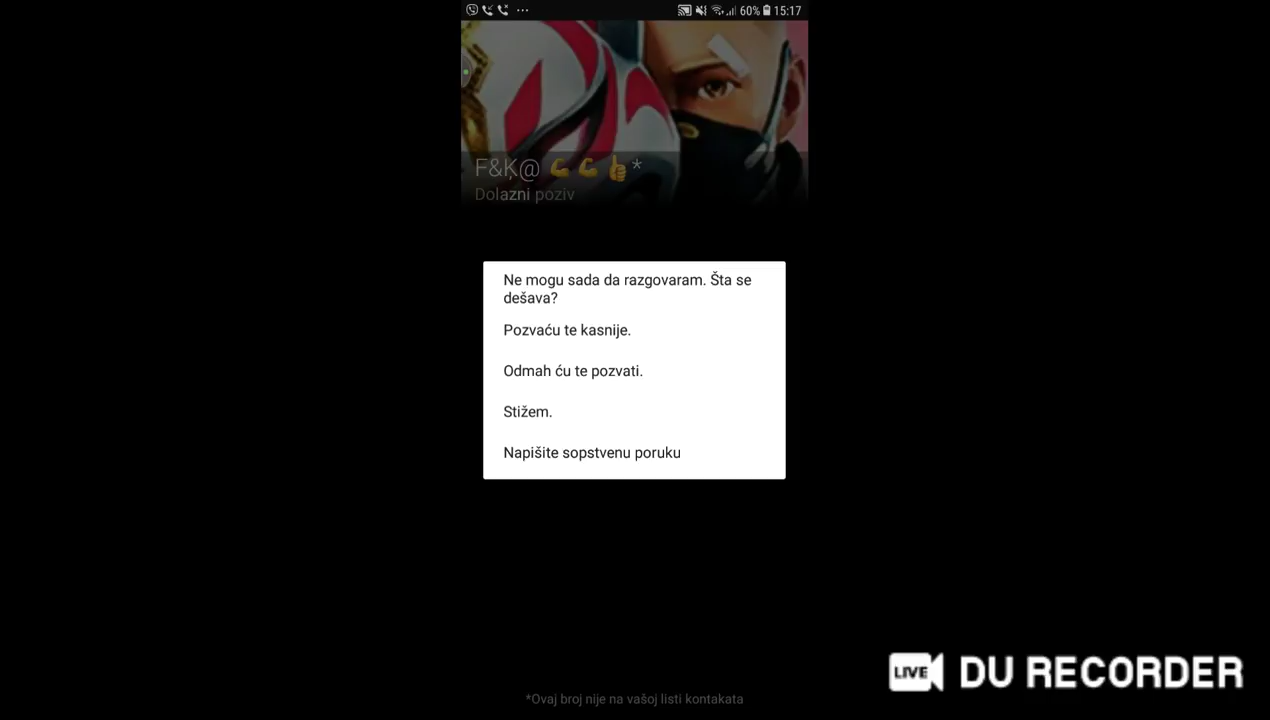 60% 15:17
F&Ķ@ 💪💪👍*
Dolazni poziv
Ne mogu sada da razgovaram. Šta se
dešava?
Pozvaću te kasnije.
Odmah ću te pozvati.
Stižem.
Napišite sopstvenu poruku
LIVE DU RECORDER
*Ovaj broj nije na vašoj listi kontakata